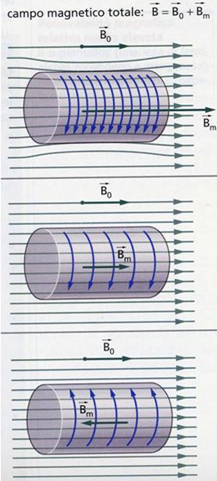 campo magnetico totale: B⃗ = B⃗₀ + B⃗ₘ
B⃗₀
B⃗ₘ
B⃗₀
B⃗ₘ
B⃗₀
B⃗ₘ